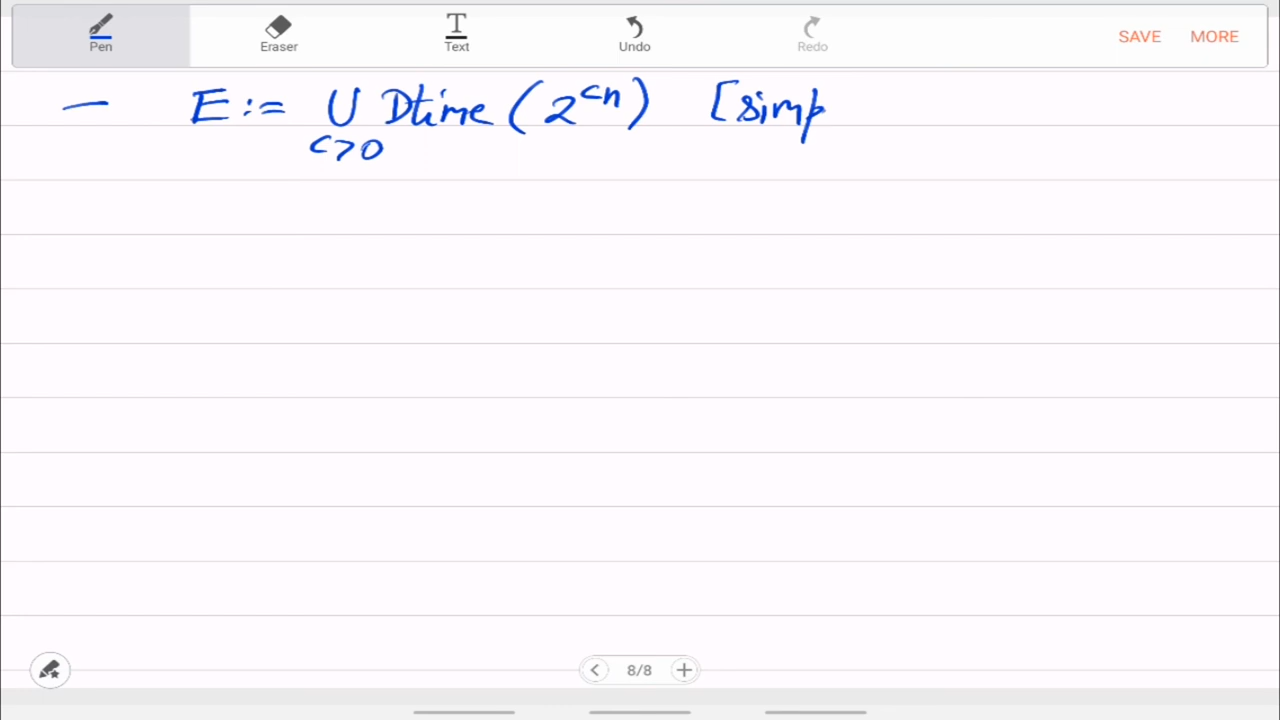 Pen Eraser Text Undo Redo SAVE MORE
— E := ∪ Dtime (2^cn) [simp
c>0
8/8